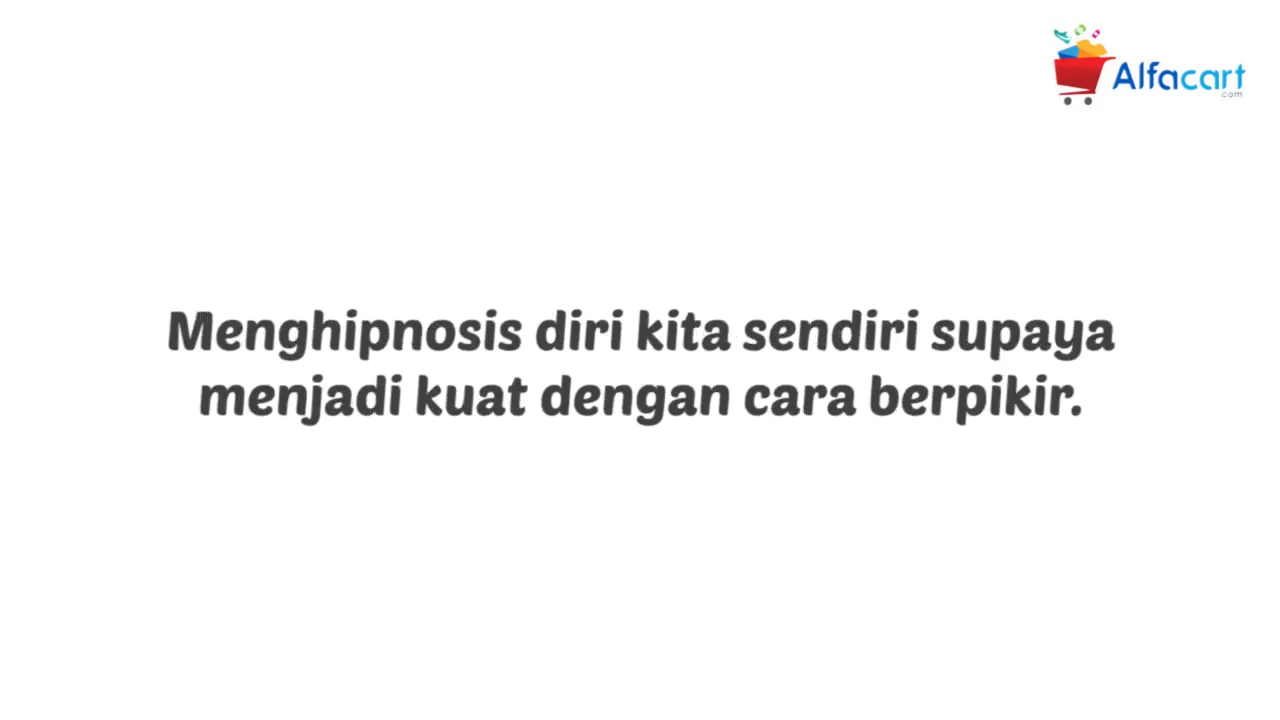 Alfacart
com
Menghipnosis diri kita sendiri supaya
menjadi kuat dengan cara berpikir.